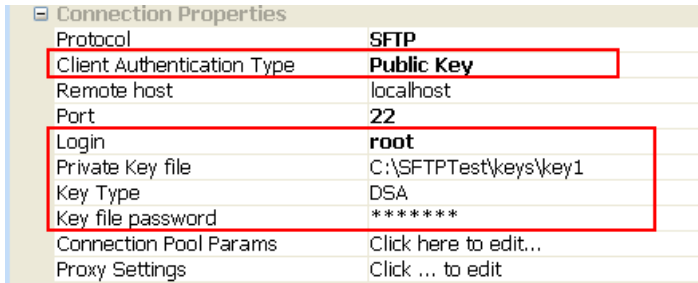 Connection Properties
Protocol SFTP
Client Authentication Type Public Key
Remote host localhost
Port 22
Login root
Private Key file C:\SFTPTest\keys\key1
Key Type DSA
Key file password *******
Connection Pool Params Click here to edit...
Proxy Settings Click ... to edit